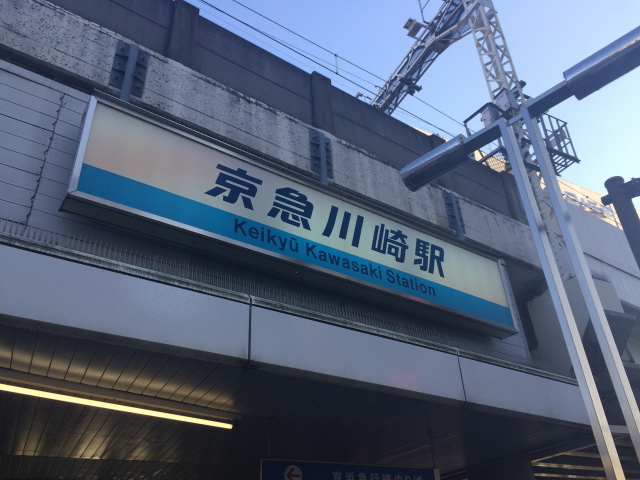 京急川崎駅
Keikyū Kawasaki Station